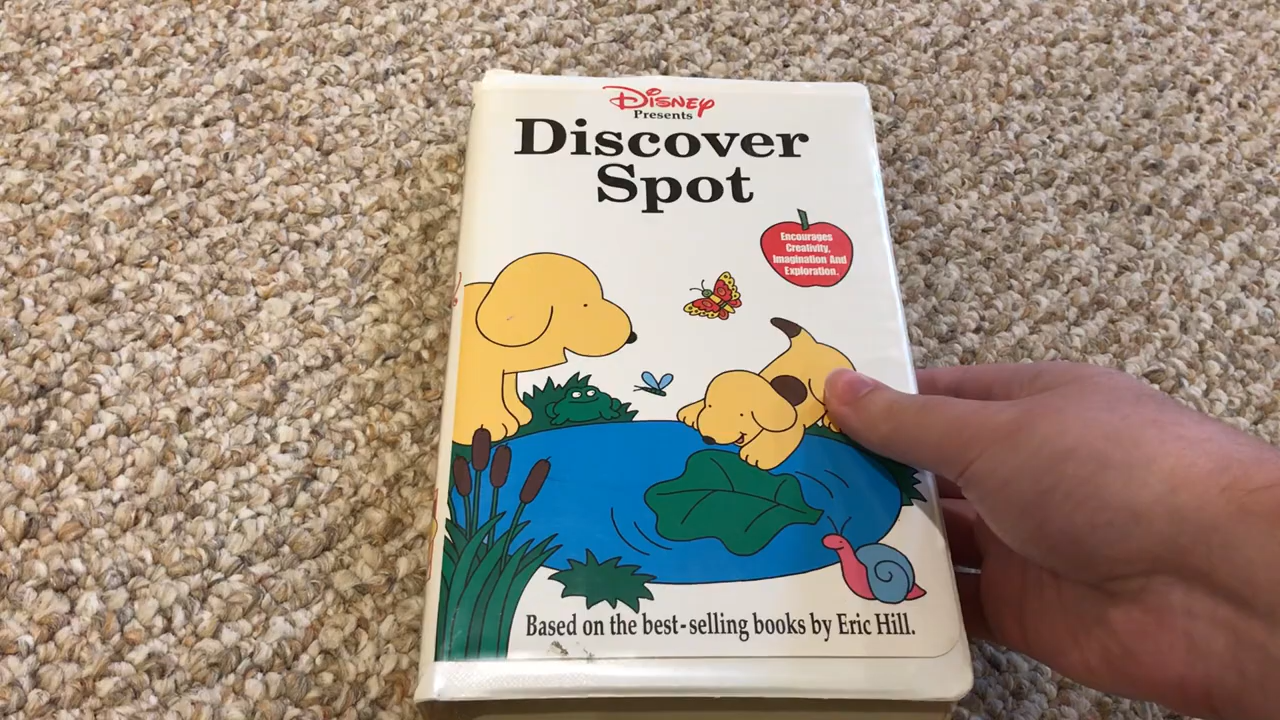 Disney
Presents
Discover
Spot
Encourages
Creativity,
Imagination And
Exploration.
Based on the best-selling books by Eric Hill.